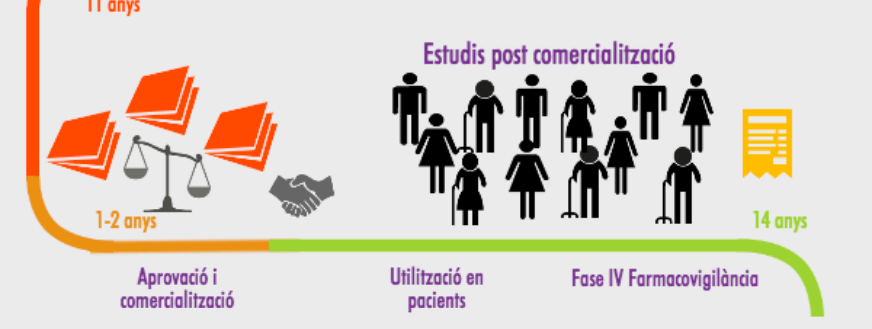 11 anys
Estudis post comercialització
1-2 anys
14 anys
Aprovació i
comercialització
Utilització en
pacients
Fase IV Farmacovigilància